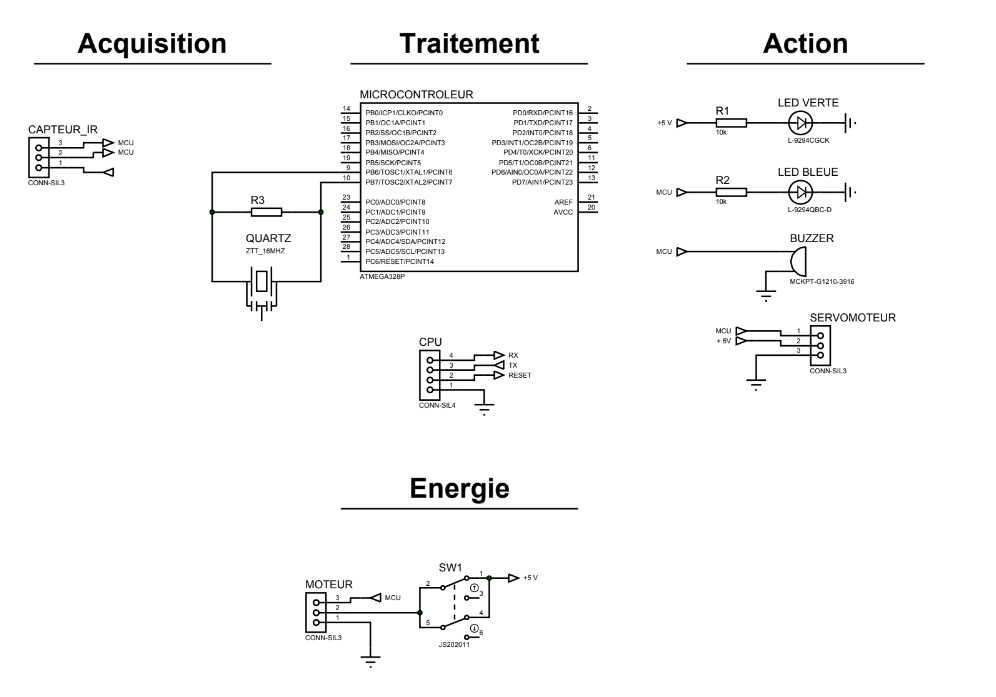 Acquisition
Traitement
Action
CAPTEUR_IR
3 MCU
2 MCU
1
CONN-SIL3
MICROCONTROLEUR
14 PB0/ICP1/CLKO/PCINT0 PD0/RXD/PCINT16 2
15 PB1/OC1A/PCINT1 PD1/TXD/PCINT17 3
16 PB2/SS/OC1B/PCINT2 PD2/INT0/PCINT18 4
17 PB3/MOSI/OC2A/PCINT3 PD3/INT1/OC2B/PCINT19 5
18 PB4/MISO/PCINT4 PD4/T0/XCK/PCINT20 6
19 PB5/SCK/PCINT5 PD5/T1/OC0B/PCINT21 11
9 PB6/TOSC1/XTAL1/PCINT6 PD6/AIN0/OC0A/PCINT22 12
10 PB7/TOSC2/XTAL2/PCINT7 PD7/AIN1/PCINT23 13
23 PC0/ADC0/PCINT8 AREF 21
24 PC1/ADC1/PCINT9 AVCC 20
25 PC2/ADC2/PCINT10
26 PC3/ADC3/PCINT11
27 PC4/ADC4/SDA/PCINT12
28 PC5/ADC5/SCL/PCINT13
1 PC6/RESET/PCINT14
ATMEGA328P
R3
QUARTZ
ZTT_16MHZ
CPU
4 RX
3 TX
2 RESET
1
CONN-SIL4
LED VERTE
R1
+5 V
10k
L-9294CGCK
LED BLEUE
R2
MCU
10k
L-9294QBC-D
BUZZER
MCU
MCKPT-G1210-3916
SERVOMOTEUR
MCU 1
+ 5V 2
3
CONN-SIL3
Energie
MOTEUR
3 MCU
2
1
CONN-SIL3
SW1
1 +5 V
2
3
4
5
6
JS202011